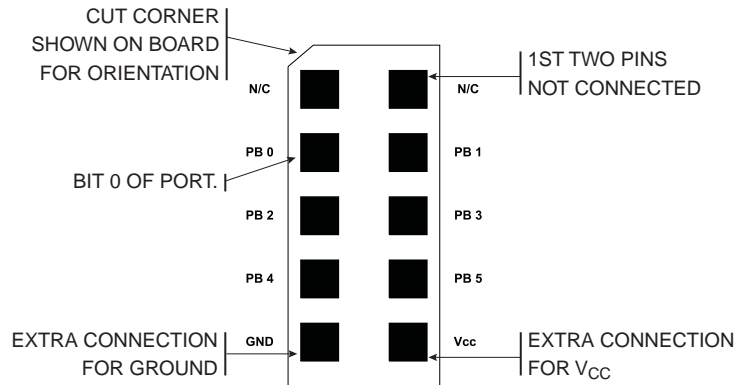 CUT CORNER
SHOWN ON BOARD
FOR ORIENTATION
1ST TWO PINS
NOT CONNECTED
N/C
N/C
PB 0
PB 1
BIT 0 OF PORT.
PB 2
PB 3
PB 4
PB 5
EXTRA CONNECTION
FOR GROUND
GND
Vcc
EXTRA CONNECTION
FOR VCC